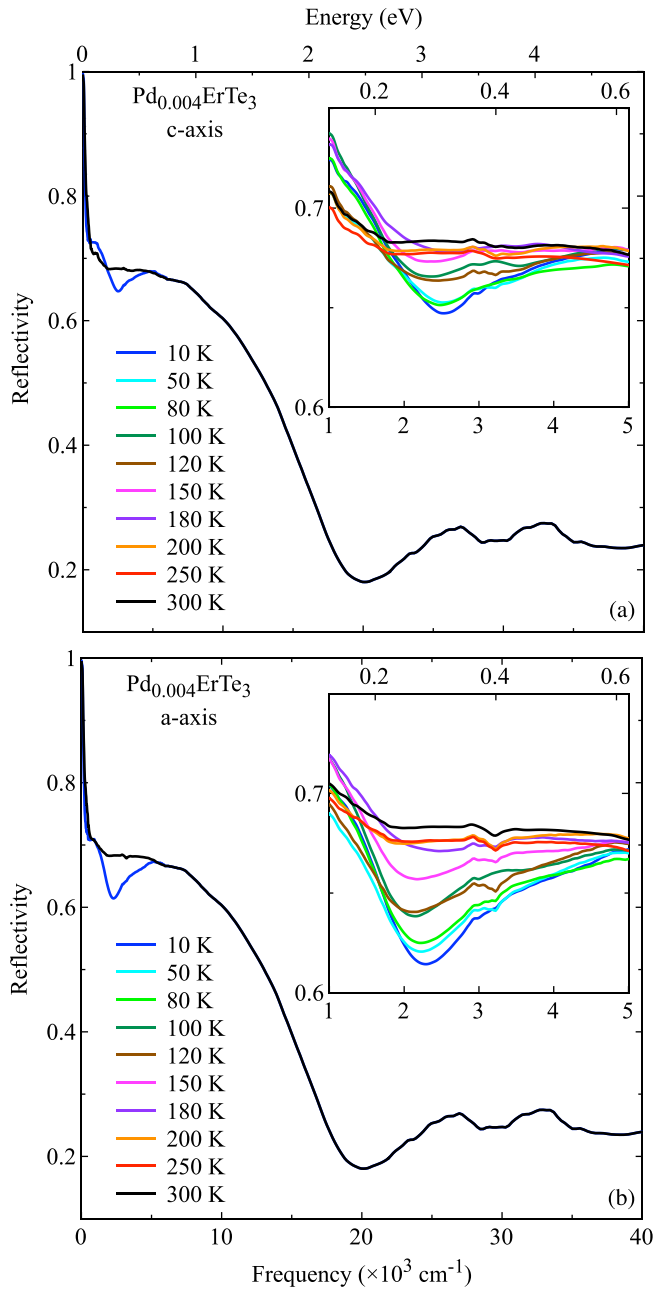 Energy (eV)
0 1 2 3 4
Pd0.004ErTe3
c-axis
0.2 0.4 0.6
0.7
0.6
1 2 3 4 5
1
0.8
0.6
0.4
0.2
Reflectivity
10 K
50 K
80 K
100 K
120 K
150 K
180 K
200 K
250 K
300 K
(a)
Pd0.004ErTe3
a-axis
0.2 0.4 0.6
0.7
0.6
1 2 3 4 5
1
0.8
0.6
0.4
0.2
Reflectivity
10 K
50 K
80 K
100 K
120 K
150 K
180 K
200 K
250 K
300 K
(b)
0 10 20 30 40
Frequency (×10³ cm⁻¹)